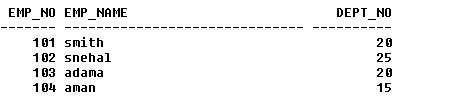 EMP_NO EMP_NAME DEPT_NO
------- ------------------------------ ----------
101 smith 20
102 snehal 25
103 adama 20
104 aman 15